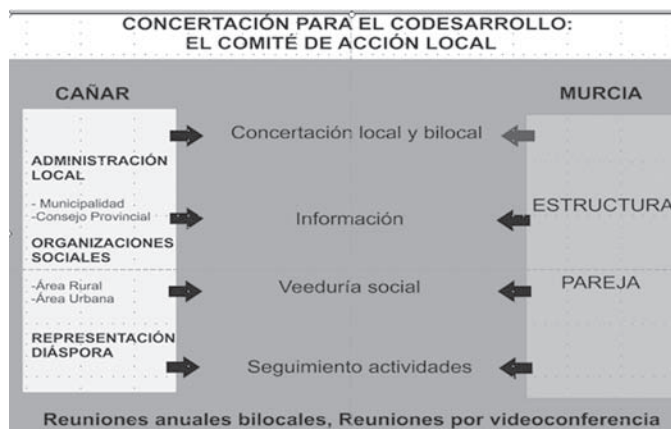 CONCERTACIÓN PARA EL CODESARROLLO:
EL COMITÉ DE ACCIÓN LOCAL
CAÑAR
ADMINISTRACIÓN
LOCAL
- Municipalidad
-Consejo Provincial
ORGANIZACIONES
SOCIALES
-Área Rural
-Área Urbana
REPRESENTACIÓN
DIÁSPORA
Concertación local y bilocal
Información
Veeduría social
Seguimiento actividades
MURCIA
ESTRUCTURA
PAREJA
Reuniones anuales bilocales, Reuniones por videoconferencia